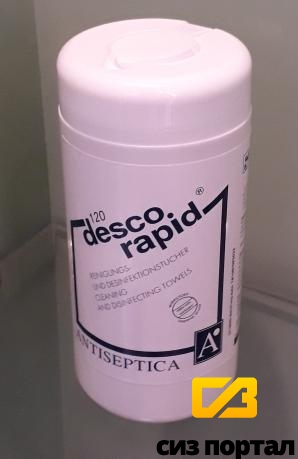 120
desco®
rapid
REINIGUNGS-
UND DESINFEKTIONSTÜCHER
CLEANING
AND DISINFECTING TOWELS
ANTISEPTICA
A
СИЗ
сиз портал